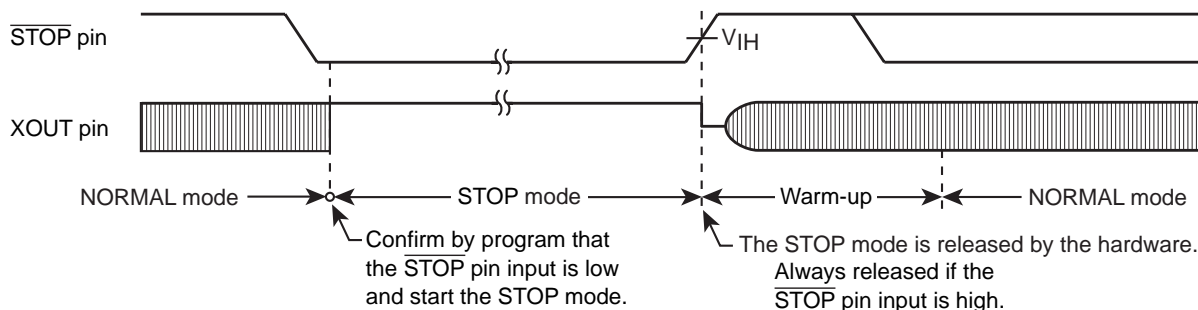 STOP pin
VIH
XOUT pin
NORMAL mode
STOP mode
Warm-up
NORMAL mode
Confirm by program that
the STOP pin input is low
and start the STOP mode.
The STOP mode is released by the hardware.
Always released if the
STOP pin input is high.